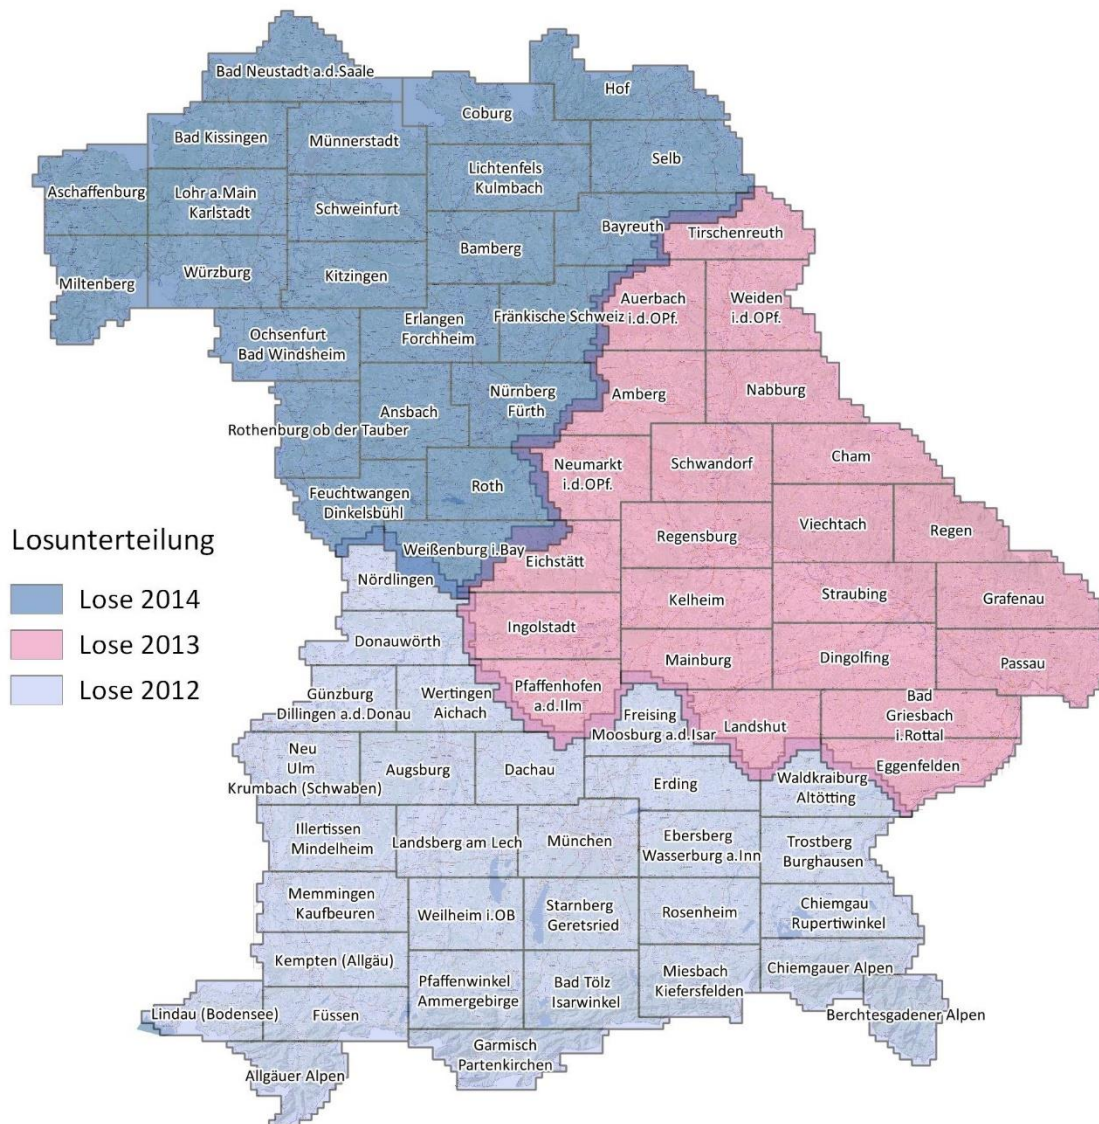 Bad Neustadt a.d.Saale
Hof
Coburg
Bad Kissingen
Münnerstadt
Selb
Lichtenfels
Kulmbach
Aschaffenburg
Lohr a.Main
Karlstadt
Schweinfurt
Bayreuth
Tirschenreuth
Bamberg
Miltenberg
Würzburg
Kitzingen
Auerbach
i.d.OPf.
Weiden
i.d.OPf.
Erlangen
Forchheim
Fränkische Schweiz
Ochsenfurt
Bad Windsheim
Nürnberg
Fürth
Amberg
Nabburg
Ansbach
Rothenburg ob der Tauber
Neumarkt
i.d.OPf.
Schwandorf
Cham
Feuchtwangen
Dinkelsbühl
Roth
Viechtach
Regen
Regensburg
Weißenburg i.Bay
Eichstätt
Losunterteilung
Lose 2014
Lose 2013
Lose 2012
Nördlingen
Kelheim
Straubing
Grafenau
Ingolstadt
Donauwörth
Mainburg
Dingolfing
Passau
Günzburg
Dillingen a.d.Donau
Wertingen
Aichach
Pfaffenhofen
a.d.Ilm
Freising
Moosburg a.d.Isar
Landshut
Bad
Griesbach
i.Rottal
Neu
Ulm
Krumbach (Schwaben)
Augsburg
Dachau
Erding
Waldkraiburg
Altötting
Eggenfelden
Illertissen
Mindelheim
Landsberg am Lech
München
Ebersberg
Wasserburg a.Inn
Trostberg
Burghausen
Memmingen
Kaufbeuren
Weilheim i.OB
Starnberg
Geretsried
Rosenheim
Chiemgau
Rupertiwinkel
Kempten (Allgäu)
Pfaffenwinkel
Ammergebirge
Bad Tölz
Isarwinkel
Miesbach
Kiefersfelden
Chiemgauer Alpen
Lindau (Bodensee)
Füssen
Berchtesgadener Alpen
Garmisch
Partenkirchen
Allgäuer Alpen